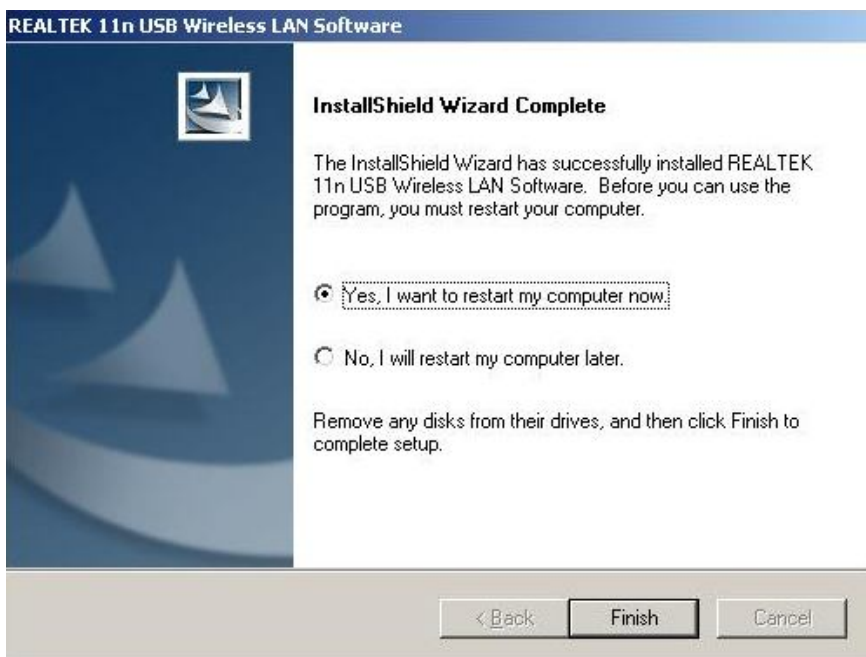 REALTEK 11n USB Wireless LAN Software
InstallShield Wizard Complete
The InstallShield Wizard has successfully installed REALTEK
11n USB Wireless LAN Software. Before you can use the
program, you must restart your computer.
Yes, I want to restart my computer now.
No, I will restart my computer later.
Remove any disks from their drives, and then click Finish to
complete setup.
< Back
Finish
Cancel